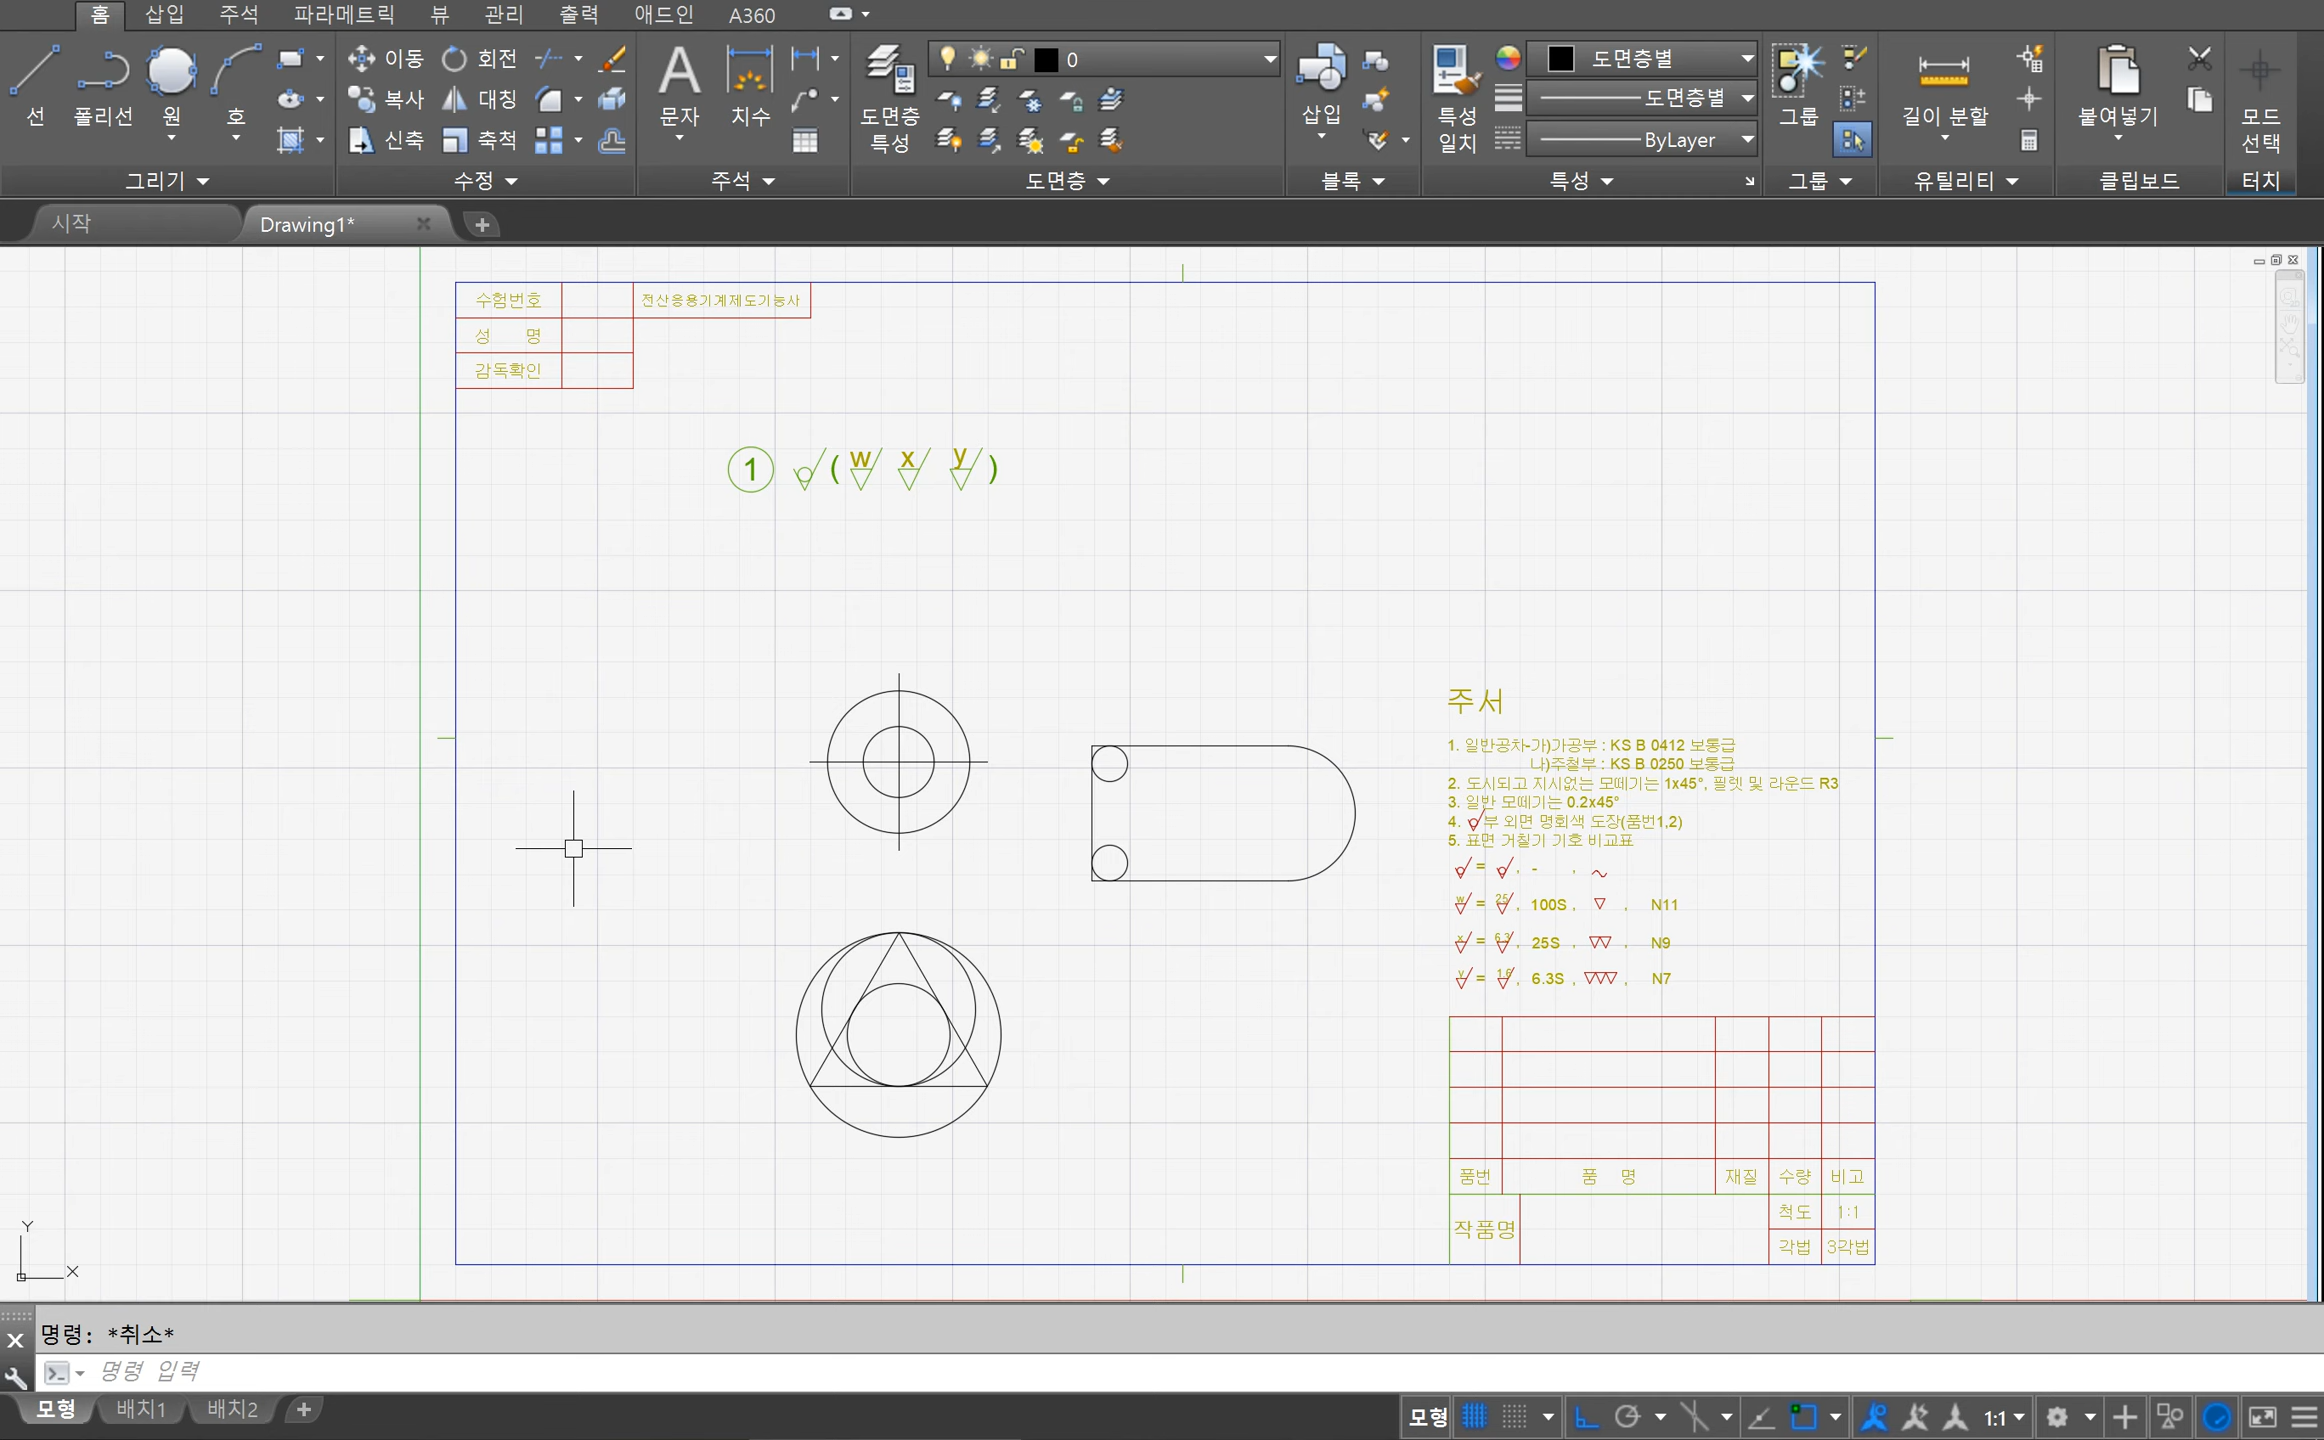 홈 삽입 주석 파라메트릭 뷰 관리 출력 애드인 A360
선 폴리선 원 호
이동 회전
복사 대칭
신축 축척
문자 치수
도면층 특성
0
삽입
특성 일치
도면층별
도면층별
ByLayer
그룹
길이 분할
붙여넣기
모드 선택
그리기 수정 주석 도면층 블록 특성 그룹 유틸리티 클립보드 터치
시작 Drawing1*
수험번호 전산응용기계제도기능사
성 명
감독확인
1 ( w x y )
주서
1. 일반공차-가)가공부 : KS B 0412 보통급
나)주철부 : KS B 0250 보통급
2. 도시되고 지시없는 모떼기는 1x45°, 필렛 및 라운드 R3
3. 일반 모떼기는 0.2x45°
4. 부 외면 명회색 도장(품번1,2)
5. 표면 거칠기 기호 비교표
= , - ,
w = 25 , 100S , , N11
x = 6.3 , 25S , , N9
y = 1.6 , 6.3S , , N7
품번 품 명 재질 수량 비고
작품명 척도 1:1
각법 3각법
Y
X
명령: *취소*
명령 입력
모형 배치1 배치2
모형 1:1